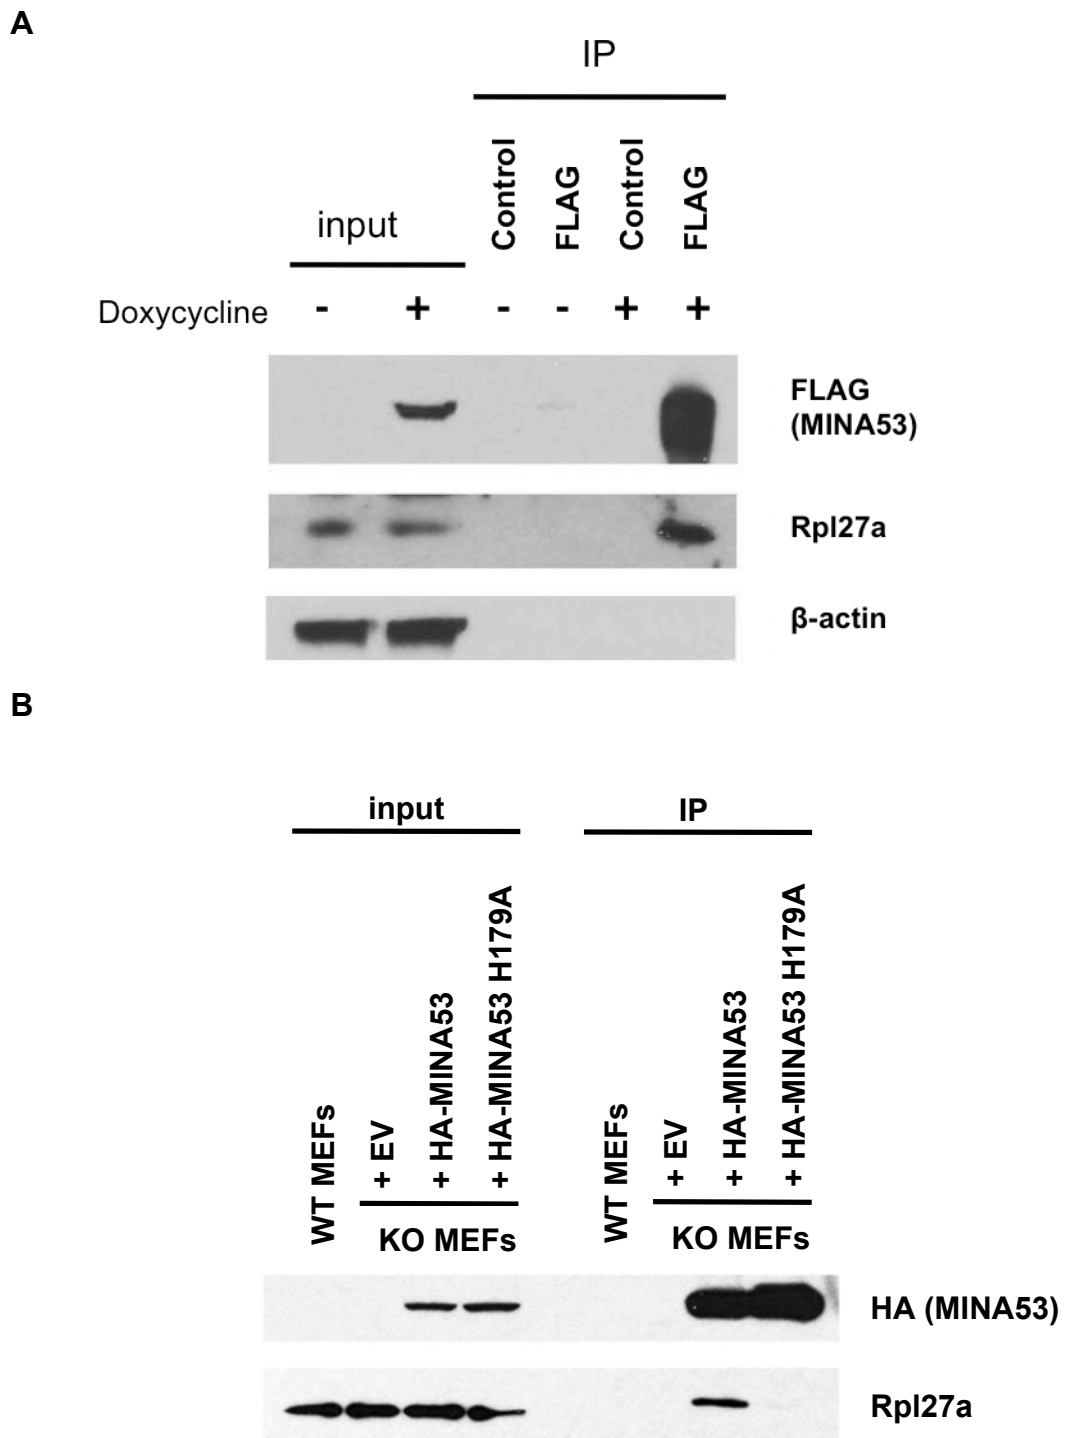 A
IP
Control
FLAG
Control
FLAG
input
Doxycycline - + - - + +
FLAG
(MINA53)
Rpl27a
β-actin
B
input
IP
WT MEFs
+ EV
+ HA-MINA53
+ HA-MINA53 H179A
KO MEFs
WT MEFs
+ EV
+ HA-MINA53
+ HA-MINA53 H179A
KO MEFs
HA (MINA53)
Rpl27a